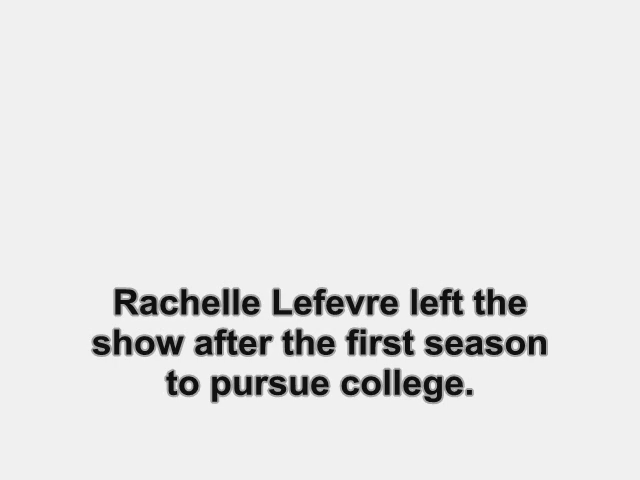 Rachelle Lefevre left the
show after the first season
to pursue college.